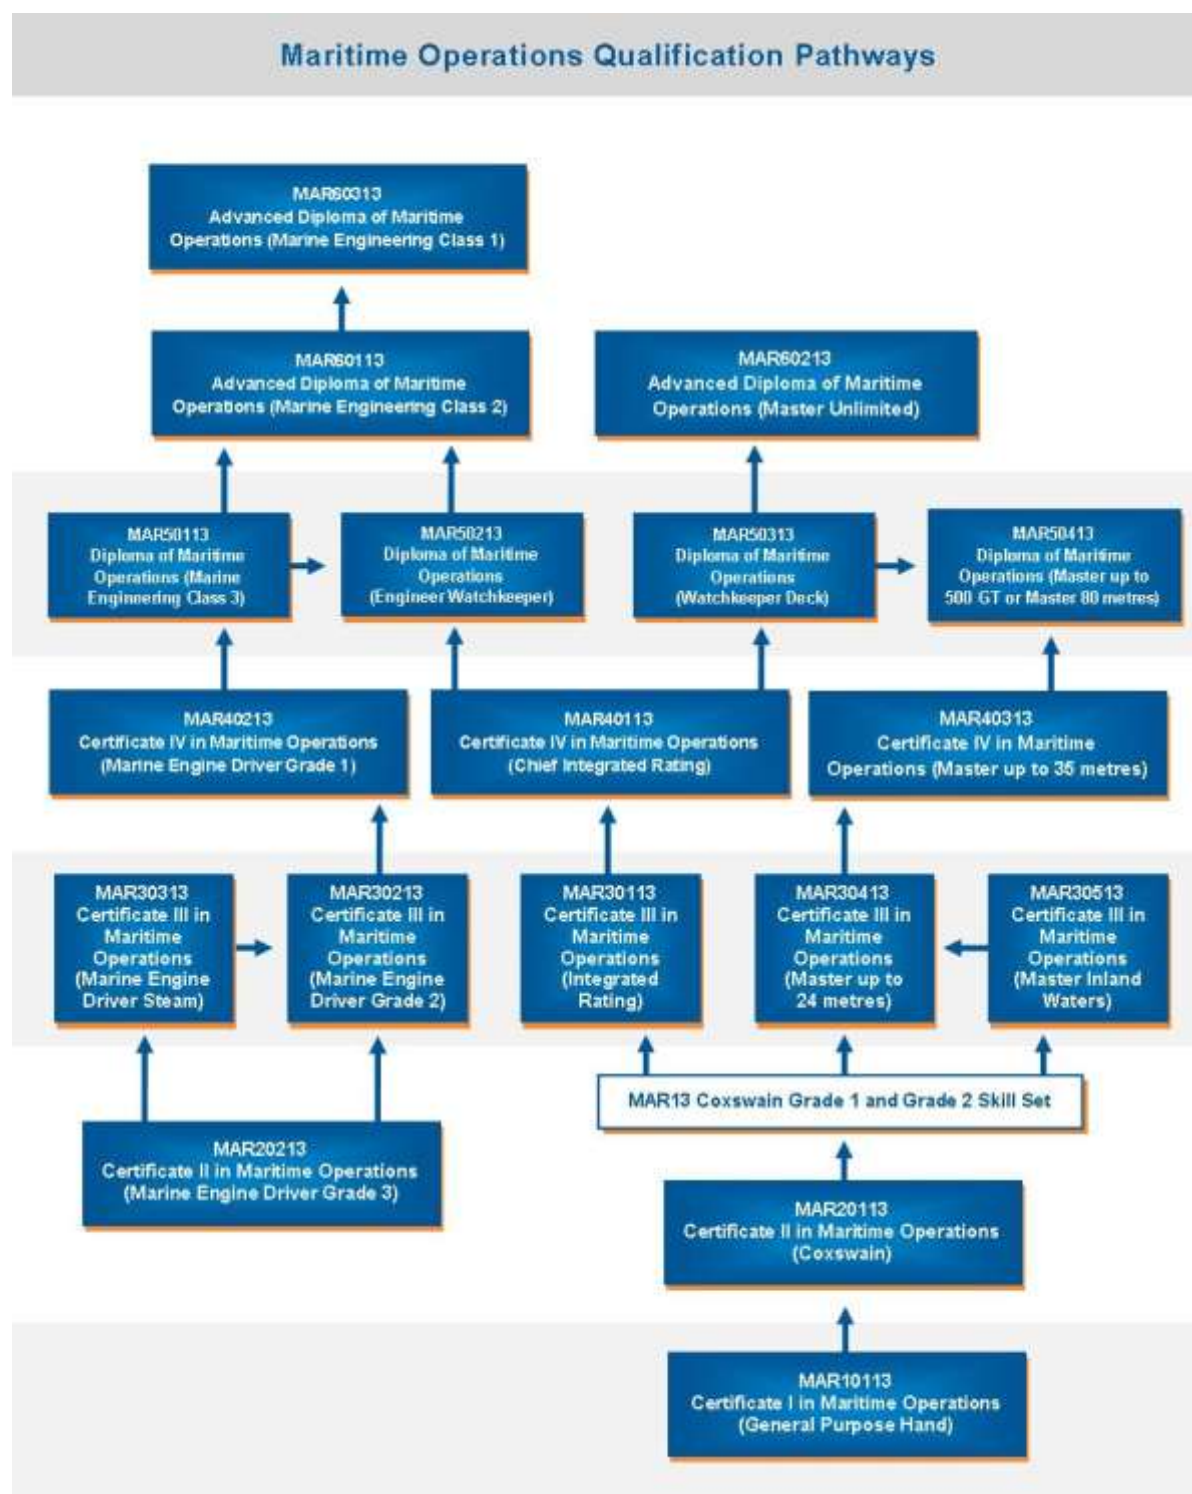 Maritime Operations Qualification Pathways
MAR60313
Advanced Diploma of Maritime
Operations (Marine Engineering Class 1)
MAR60113
Advanced Diploma of Maritime
Operations (Marine Engineering Class 2)
MAR60213
Advanced Diploma of Maritime
Operations (Master Unlimited)
MAR50113
Diploma of Maritime
Operations (Marine
Engineering Class 3)
MAR50213
Diploma of Maritime
Operations
(Engineer Watchkeeper)
MAR50313
Diploma of Maritime
Operations
(Watchkeeper Deck)
MAR50413
Diploma of Maritime
Operations (Master up to
500 GT or Master 80 metres)
MAR40213
Certificate IV in Maritime Operations
(Marine Engine Driver Grade 1)
MAR40113
Certificate IV in Maritime Operations
(Chief Integrated Rating)
MAR40313
Certificate IV in Maritime
Operations (Master up to 35 metres)
MAR30313
Certificate III in
Maritime
Operations
(Marine Engine
Driver Steam)
MAR30213
Certificate III in
Maritime
Operations
(Marine Engine
Driver Grade 2)
MAR30113
Certificate III in
Maritime
Operations
(Integrated
Rating)
MAR30413
Certificate III in
Maritime
Operations
(Master up to
24 metres)
MAR30513
Certificate III in
Maritime
Operations
(Master Inland
Waters)
MAR13 Coxswain Grade 1 and Grade 2 Skill Set
MAR20213
Certificate II in Maritime Operations
(Marine Engine Driver Grade 3)
MAR20113
Certificate II in Maritime Operations
(Coxswain)
MAR10113
Certificate I in Maritime Operations
(General Purpose Hand)